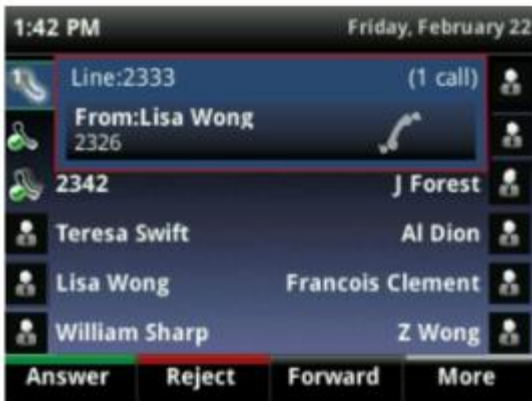 1:42 PM Friday, February 22
1 Line:2333 (1 call)
From:Lisa Wong
2326
2342 J Forest
Teresa Swift Al Dion
Lisa Wong Francois Clement
William Sharp Z Wong
Answer Reject Forward More